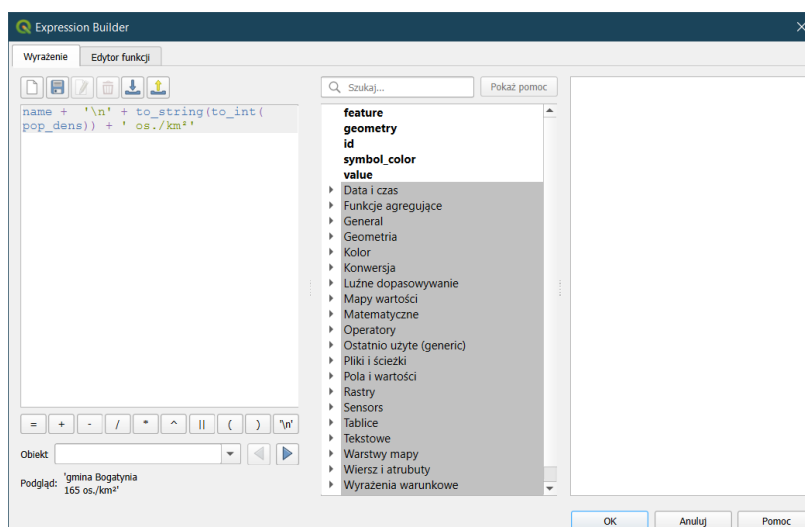 Expression Builder
Wyrażenie Edytor funkcji
Szukaj... Pokaż pomoc
name + '\n' + to_string(to_int(
pop_dens)) + ' os./km²'
feature
geometry
id
symbol_color
value
Data i czas
Funkcje agregujące
General
Geometria
Kolor
Konwersja
Luźne dopasowywanie
Mapy wartości
Matematyczne
Operatory
Ostatnio użyte (generic)
Pliki i ścieżki
Pola i wartości
Rastry
Sensors
Tablice
Tekstowe
Warstwy mapy
Wiersz i atrubuty
Wyrażenia warunkowe
= + - / * ^ || ( ) '\n'
Obiekt
Podgląd: 'gmina Bogatynia
165 os./km²'
OK Anuluj Pomoc